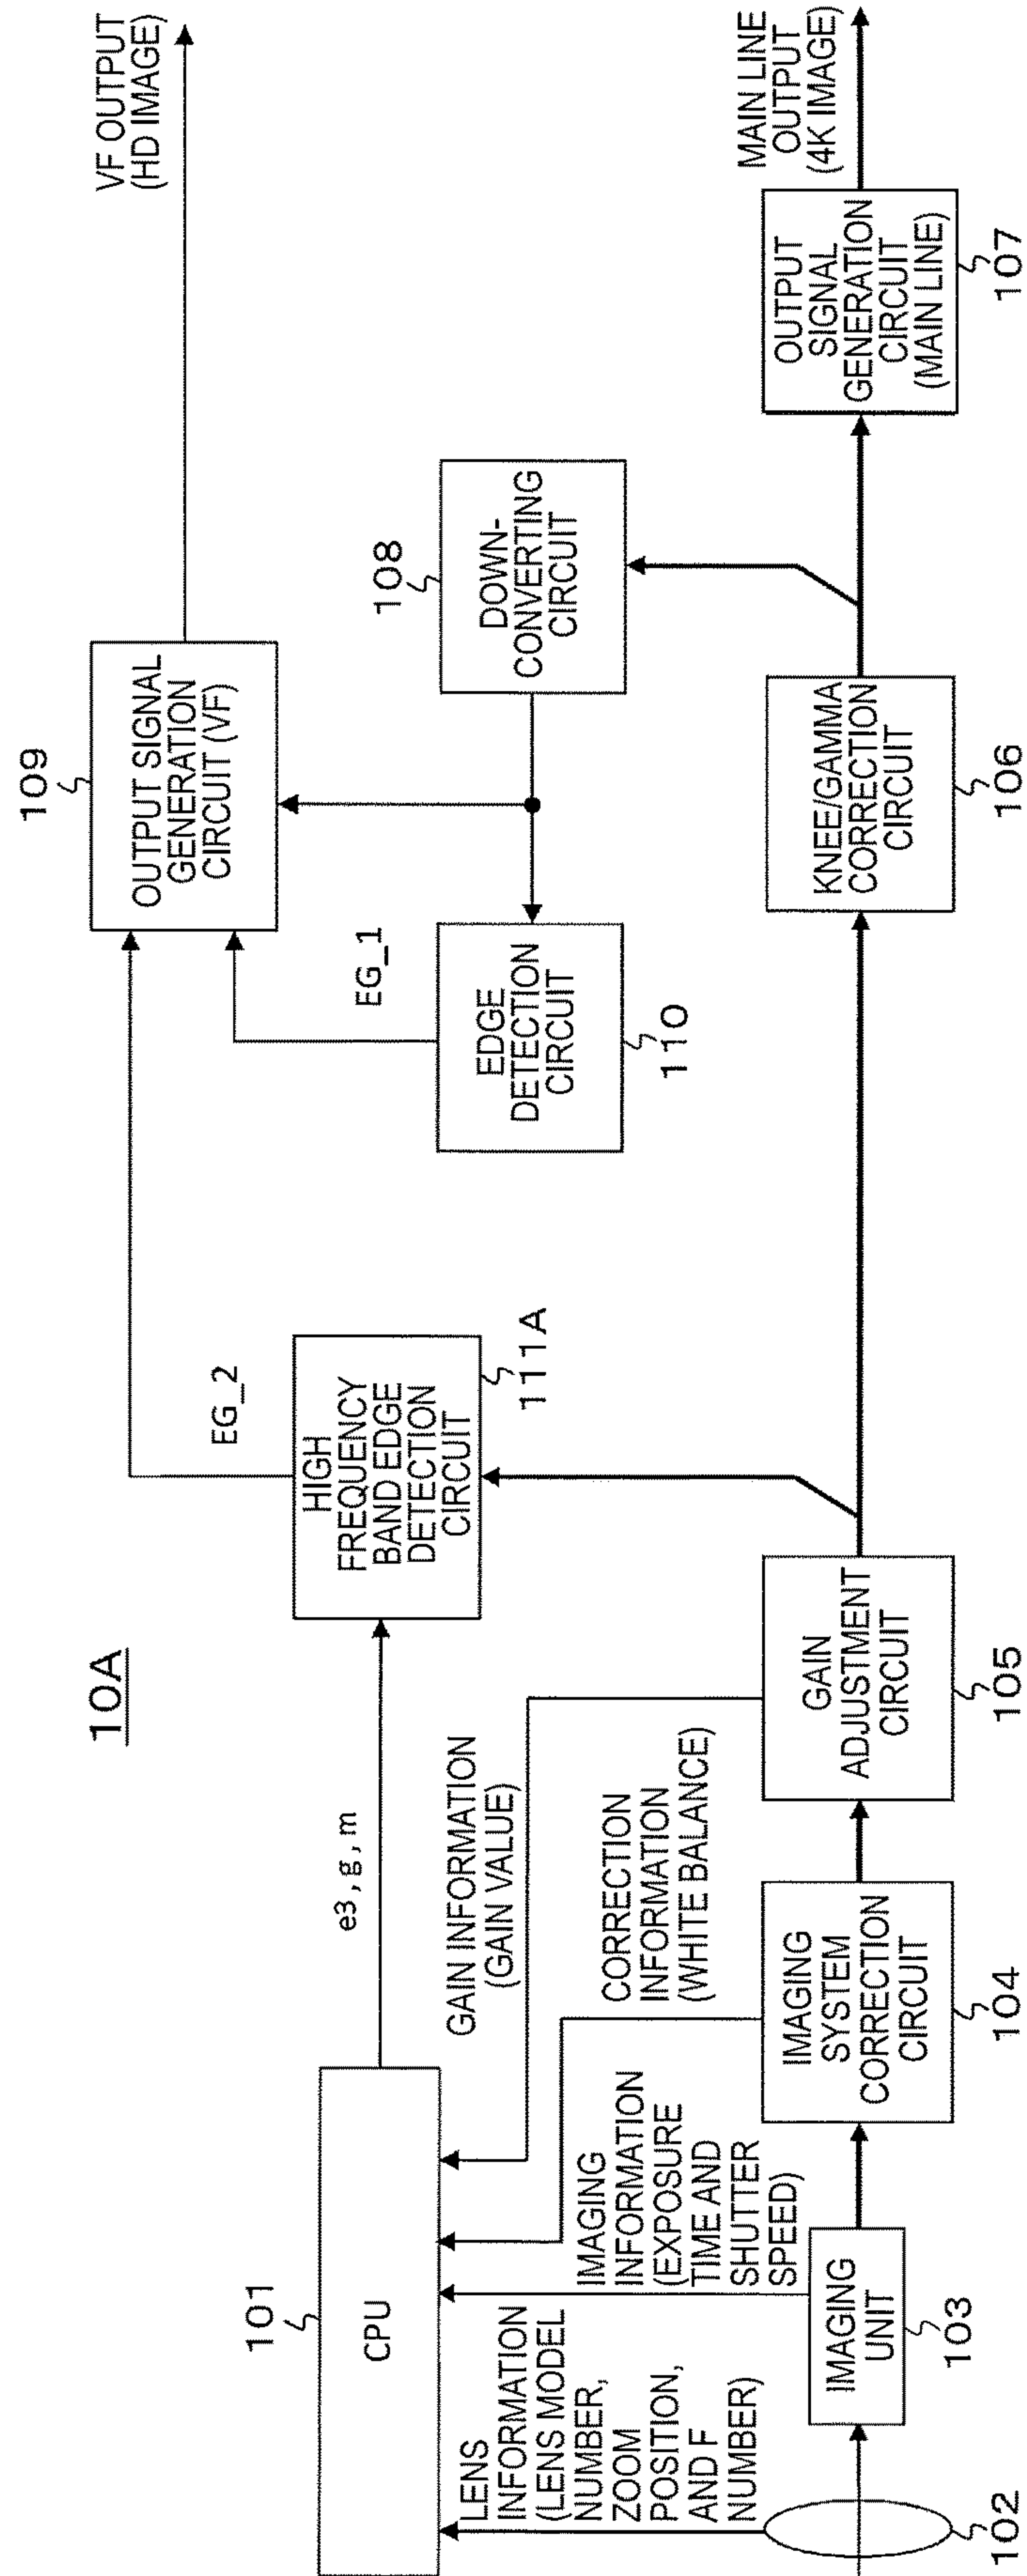 10A
101
CPU
LENS
INFORMATION
(LENS MODEL
NUMBER,
ZOOM
POSITION,
AND F
NUMBER)
IMAGING
INFORMATION
(EXPOSURE
TIME AND
SHUTTER
SPEED)
CORRECTION
INFORMATION
(WHITE BALANCE)
GAIN INFORMATION
(GAIN VALUE)
e3,g,m
HIGH
FREQUENCY
BAND EDGE
DETECTION
CIRCUIT
111A
EG_2
109
OUTPUT SIGNAL
GENERATION
CIRCUIT (VF)
VF OUTPUT
(HD IMAGE)
EG_1
EDGE
DETECTION
CIRCUIT
110
108
DOWN-
CONVERTING
CIRCUIT
102
IMAGING
UNIT
103
IMAGING
SYSTEM
CORRECTION
CIRCUIT
104
GAIN
ADJUSTMENT
CIRCUIT
105
KNEE/GAMMA
CORRECTION
CIRCUIT
106
OUTPUT
SIGNAL
GENERATION
CIRCUIT
(MAIN LINE)
107
MAIN LINE
OUTPUT
(4K IMAGE)